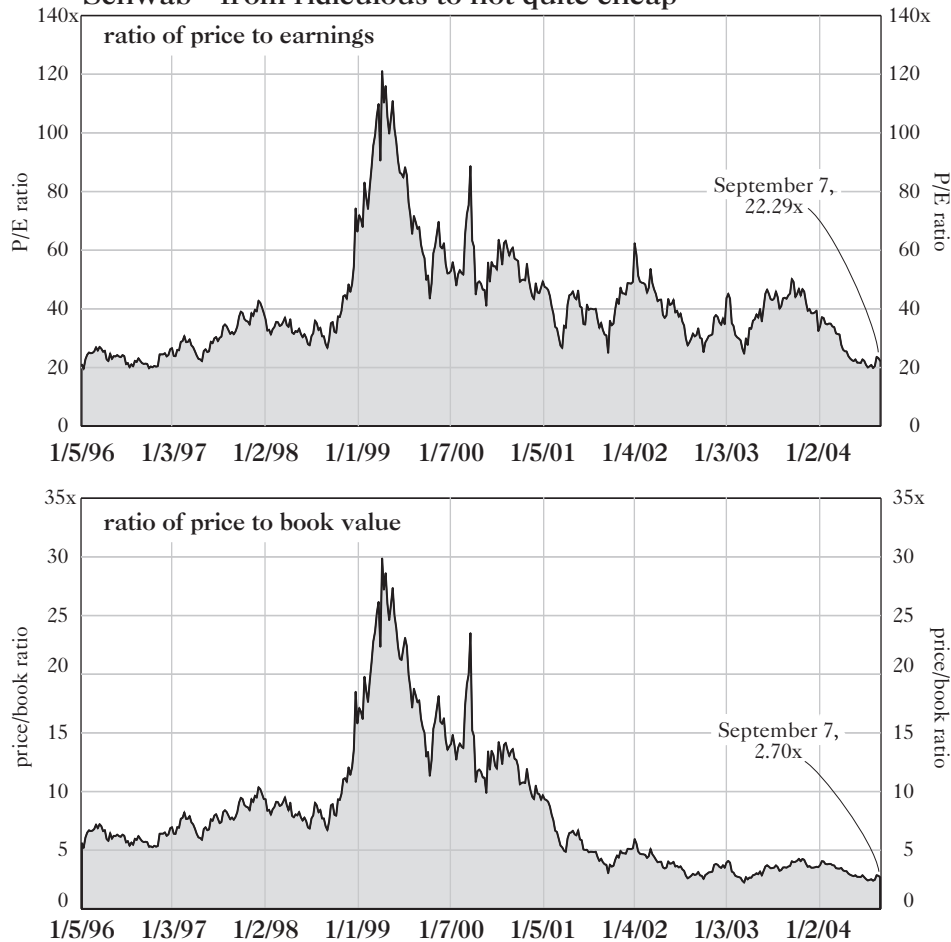 Schwab—from ridiculous to not quite cheap
ratio of price to earnings
140x 140x
120 120
100 100
80 80
60 60
40 40
20 20
0 0
P/E ratio
P/E ratio
September 7,
22.29x
1/5/96 1/3/97 1/2/98 1/1/99 1/7/00 1/5/01 1/4/02 1/3/03 1/2/04
ratio of price to book value
35x 35x
30 30
25 25
20 20
15 15
10 10
5 5
0 0
price/book ratio
price/book ratio
September 7,
2.70x
1/5/96 1/3/97 1/2/98 1/1/99 1/7/00 1/5/01 1/4/02 1/3/03 1/2/04